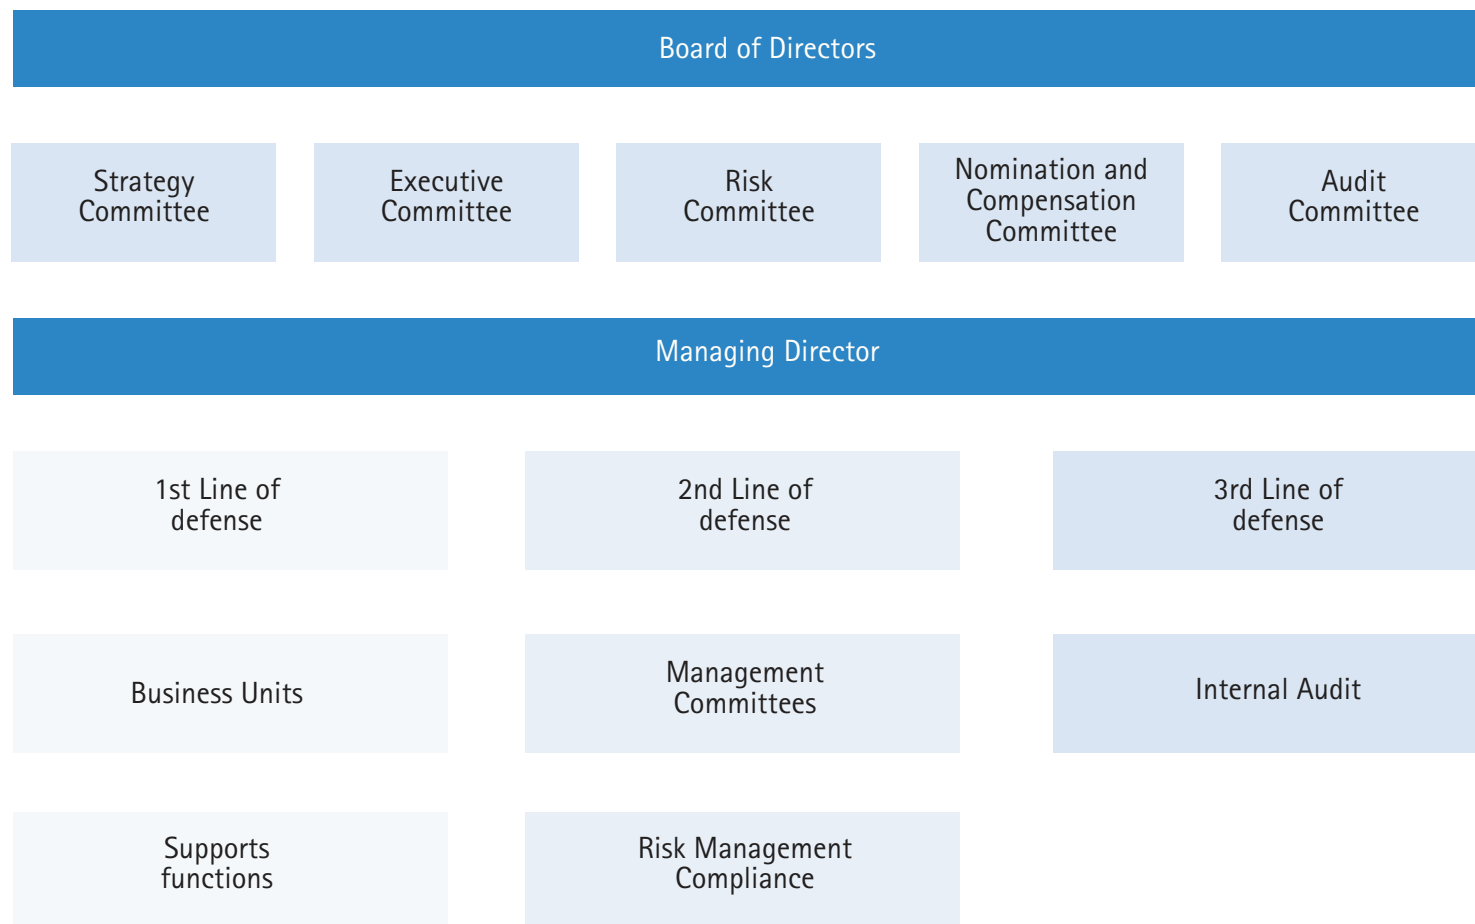 Board of Directors
Strategy
Committee
Executive
Committee
Risk
Committee
Nomination and
Compensation
Committee
Audit
Committee
Managing Director
1st Line of
defense
2nd Line of
defense
3rd Line of
defense
Business Units
Management
Committees
Internal Audit
Supports
functions
Risk Management
Compliance